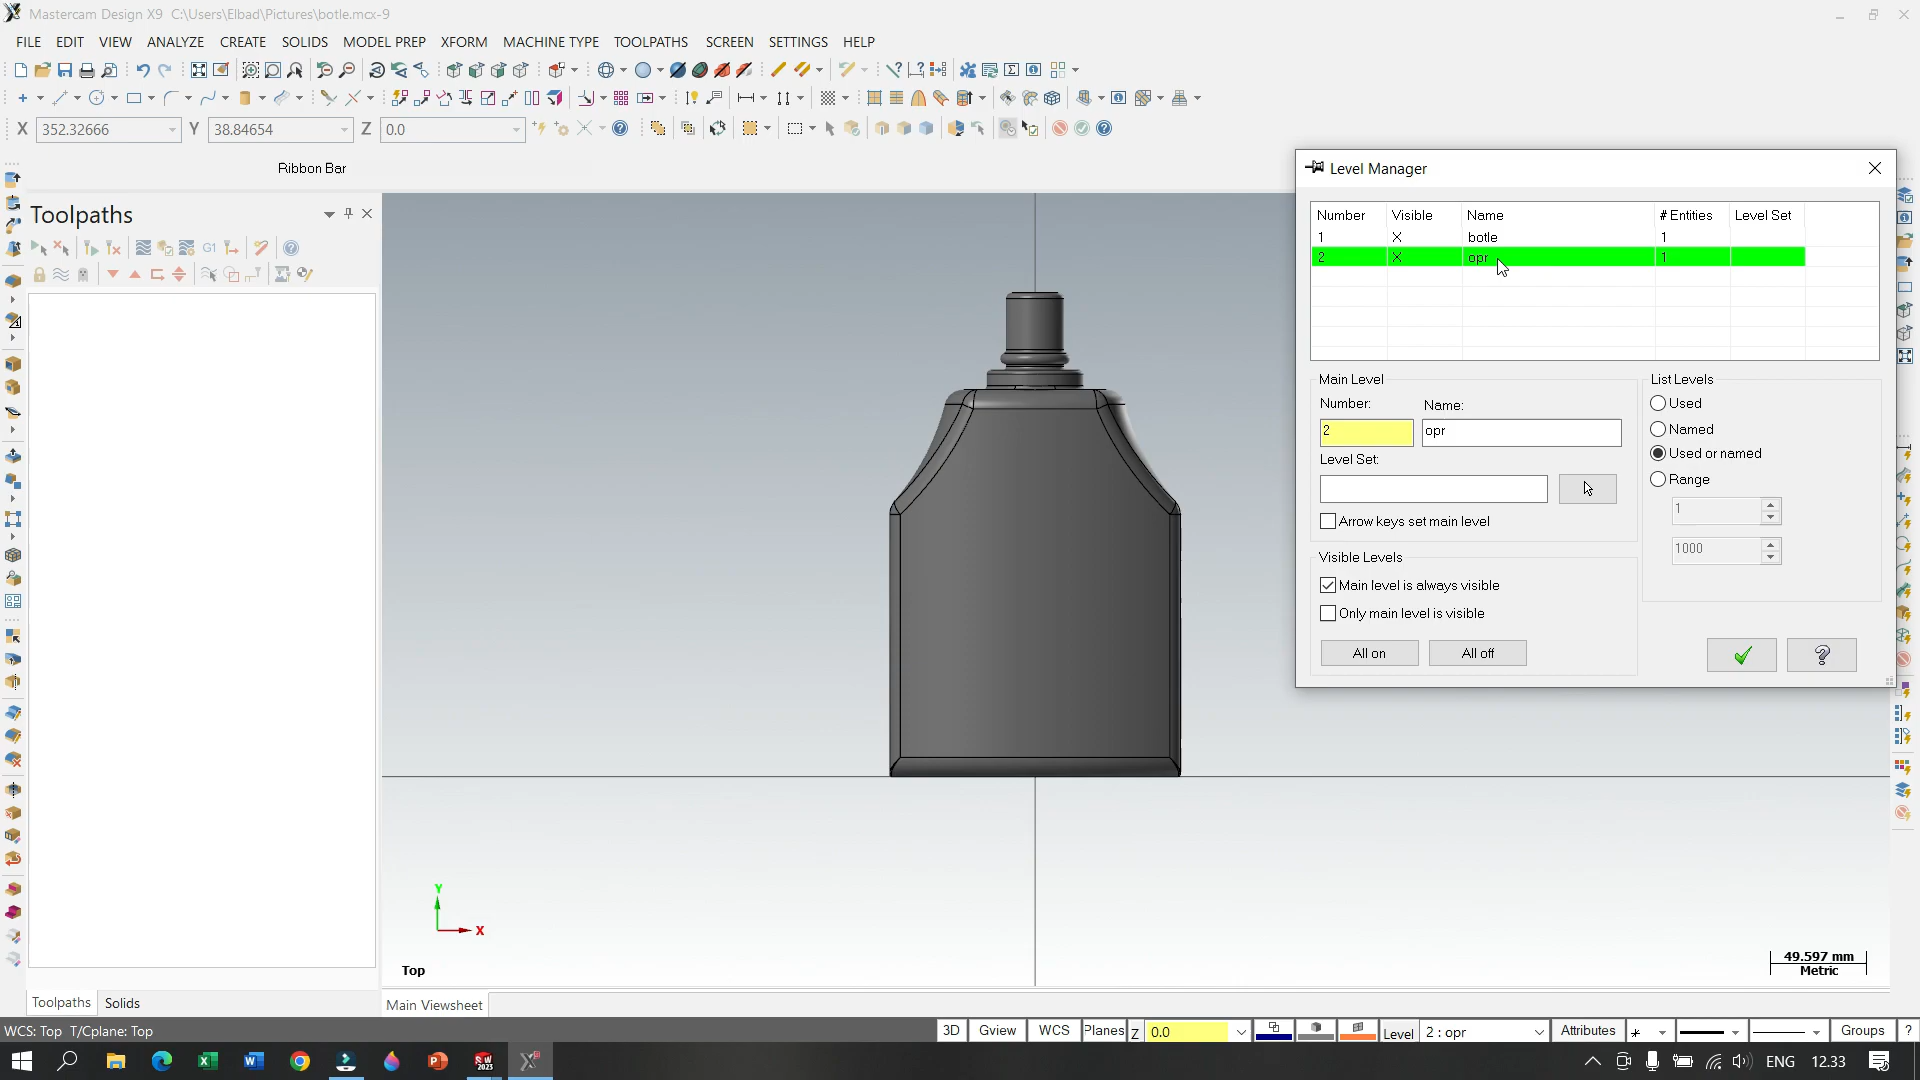 Mastercam Design X9 C:\Users\Elbad\Pictures\botle.mcx-9
FILE EDIT VIEW ANALYZE CREATE SOLIDS MODEL PREP XFORM MACHINE TYPE TOOLPATHS SCREEN SETTINGS HELP
X 352.32666 Y 38.84654 Z 0.0
Ribbon Bar
Toolpaths
G1
Level Manager
Number Visible Name # Entities Level Set
1 X botle 1
2 X opr 1
Main Level
Number: Name:
2 opr
Level Set:
Arrow keys set main level
List Levels
Used
Named
Used or named
Range
1
1000
Visible Levels
Main level is always visible
Only main level is visible
All on All off
Y
X
Top
49.597 mm
Metric
Toolpaths Solids
Main Viewsheet
WCS: Top T/Cplane: Top
3D Gview WCS Planes Z 0.0 Level 2 : opr Attributes Groups ?
ENG 12.33